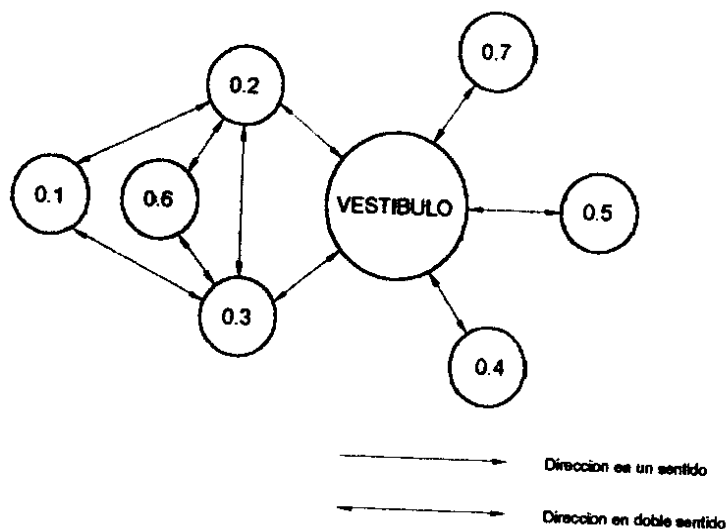 0.7
0.2
0.1
0.6
VESTIBULO
0.5
0.3
0.4
Direccion es un sentido
Direccion en doble sentido